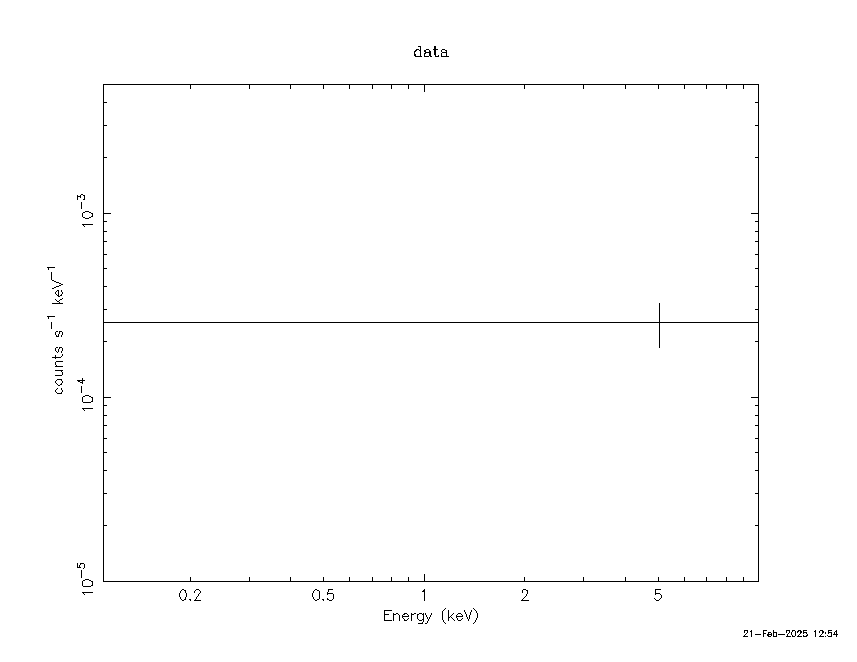 data
counts s⁻¹ keV⁻¹
10⁻³
10⁻⁴
10⁻⁵
0.2 0.5 1 2 5
Energy (keV)
21-Feb-2025 12:54